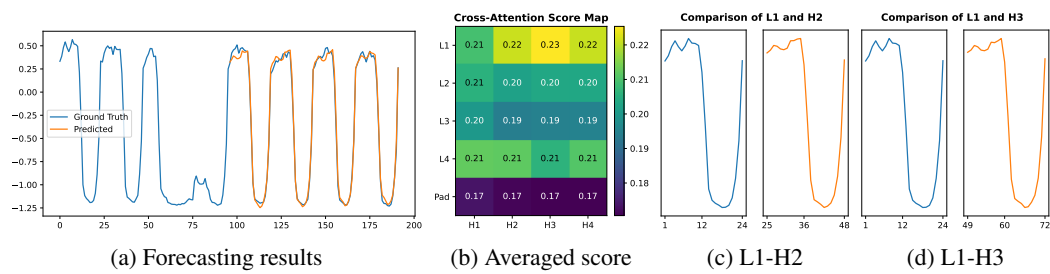 0.50
0.25
0.00
−0.25
−0.50
−0.75
−1.00
−1.25
Ground Truth
Predicted
0 25 50 75 100 125 150 175 200
(a) Forecasting results
Cross-Attention Score Map
L1 0.21 0.22 0.23 0.22
L2 0.21 0.20 0.20 0.20
L3 0.20 0.19 0.19 0.19
L4 0.21 0.21 0.21 0.21
Pad 0.17 0.17 0.17 0.17
H1 H2 H3 H4
0.22
0.21
0.20
0.19
0.18
(b) Averaged score
Comparison of L1 and H2
1 12 24 25 36 48
(c) L1-H2
Comparison of L1 and H3
1 12 24 49 60 72
(d) L1-H3